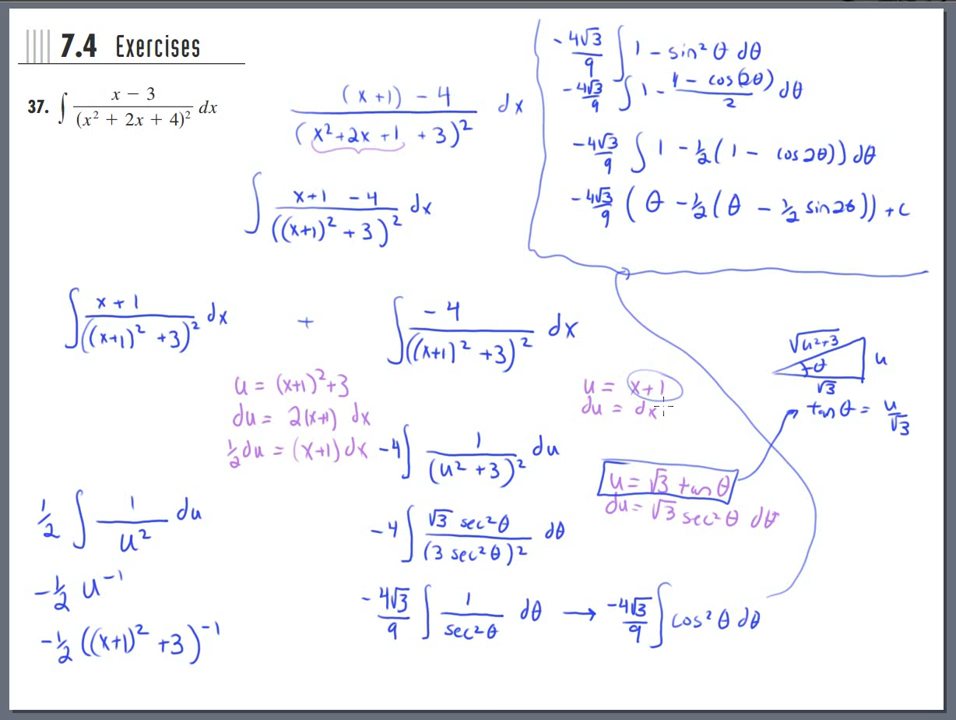 7.4 Exercises
37. ∫ (x − 3)/((x² + 2x + 4)²) dx
((x+1) − 4)/((x²+2x+1 + 3)²) dx
∫ (x+1 − 4)/(((x+1)² + 3)²) dx
∫ (x+1)/(((x+1)² +3)²) dx + ∫ (−4)/(((x+1)² +3)²) dx
u = (x+1)²+3
du = 2(x+1) dx
½du = (x+1)dx
½ ∫ 1/u² du
−½ u⁻¹
−½ ((x+1)² +3)⁻¹
u = x+1
du = dx
−4∫ 1/((u² +3)²) du
u = √3 tan θ
du = √3 sec²θ dθ
−4∫ (√3 sec²θ)/((3 sec²θ)²) dθ
−4√3/9 ∫ 1/sec²θ dθ → −4√3/9 ∫ cos²θ dθ
√u²+3
u
θ
√3
tan θ = u/√3
−4√3/9 ∫ 1 − sin²θ dθ
−4√3/9 ∫ 1 − (1 − cos(2θ))/2 dθ
−4√3/9 ∫ 1 − ½(1 − cos 2θ)) dθ
−4√3/9 (θ − ½(θ − ½ sin 2θ)) + C